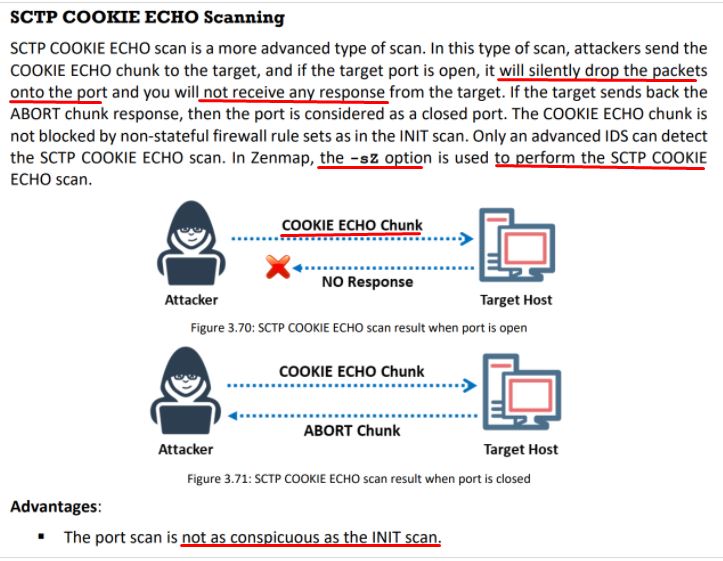 SCTP COOKIE ECHO Scanning
SCTP COOKIE ECHO scan is a more advanced type of scan. In this type of scan, attackers send the
COOKIE ECHO chunk to the target, and if the target port is open, it will silently drop the packets
onto the port and you will not receive any response from the target. If the target sends back the
ABORT chunk response, then the port is considered as a closed port. The COOKIE ECHO chunk is
not blocked by non-stateful firewall rule sets as in the INIT scan. Only an advanced IDS can detect
the SCTP COOKIE ECHO scan. In Zenmap, the -sZ option is used to perform the SCTP COOKIE
ECHO scan.
COOKIE ECHO Chunk
NO Response
Attacker
Target Host
Figure 3.70: SCTP COOKIE ECHO scan result when port is open
COOKIE ECHO Chunk
ABORT Chunk
Attacker
Target Host
Figure 3.71: SCTP COOKIE ECHO scan result when port is closed
Advantages:
▪ The port scan is not as conspicuous as the INIT scan.